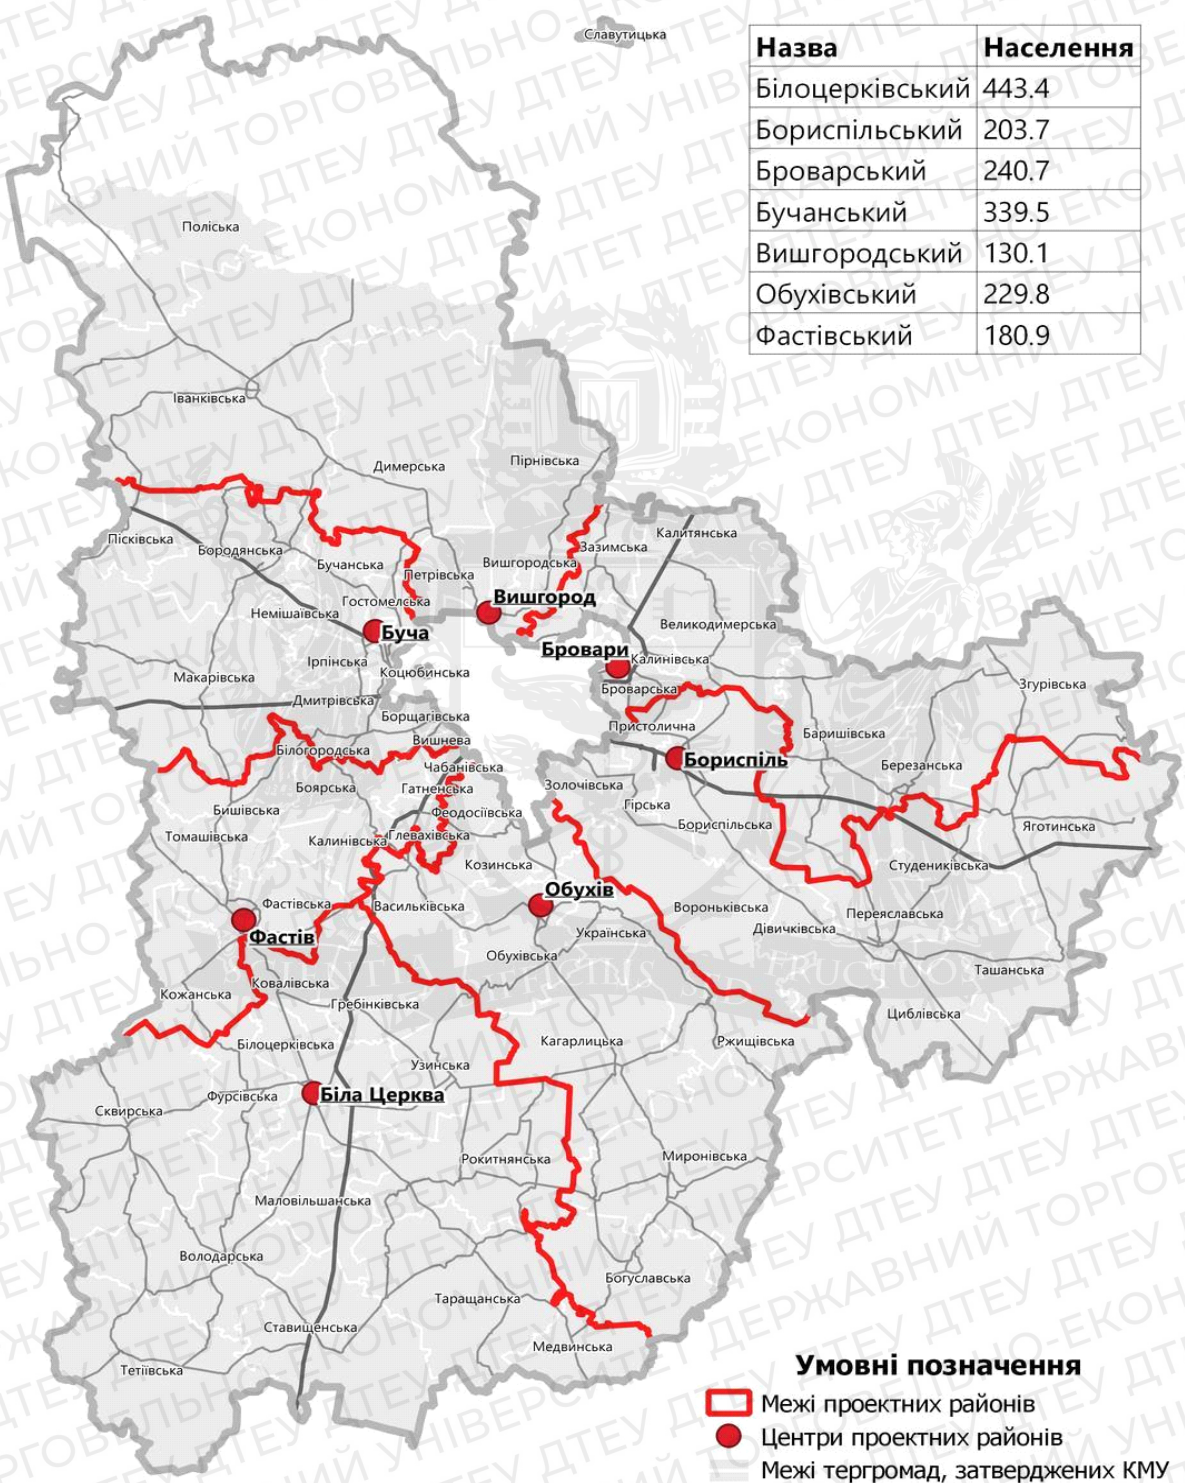 Славутицька
Назва Населення
Білоцерківський 443.4
Бориспільський 203.7
Броварський 240.7
Бучанський 339.5
Вишгородський 130.1
Обухівський 229.8
Фастівський 180.9
Поліська
Іванківська
Димерська
Пірнівська
Пісківська
Бородянська
Бучанська
Петрівська
Вишгородська
Зазимська
Калитянська
Немішаївська
Гостомельська
Вишгород
Буча
Великодимерська
Бровари
Калинівська
Ірпінська
Коцюбинська
Макарівська
Броварська
Згурівська
Дмитрівська
Борщагівська
Пристолична
Баришівська
Вишнева
Білогородська
Чабанівська
Бориспіль
Березанська
Боярська
Гатненська
Золочівська
Гірська
Бишівська
Феодосіївська
Бориспільська
Яготинська
Томашівська
Калинівська
Глевахівська
Козинська
Студениківська
Обухів
Фастівська
Васильківська
Вороньківська
Переяславська
Фастів
Українська
Дівичківська
Обухівська
Ташанська
Кожанська
Ковалівська
Гребінківська
Циблівська
Білоцерківська
Кагарлицька
Ржищівська
Узинська
Фурсівська
Біла Церква
Сквирська
Рокитнянська
Миронівська
Маловільшанська
Володарська
Богуславська
Таращанська
Ставищенська
Медвинська
Тетіївська
Умовні позначення
Межі проектних районів
Центри проектних районів
Межі тергромад, затверджених КМУ